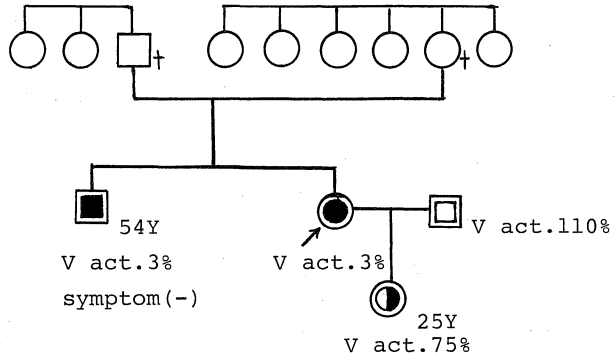 54Y
V act.3%
symptom(-)
V act.3%
V act.110%
25Y
V act.75%